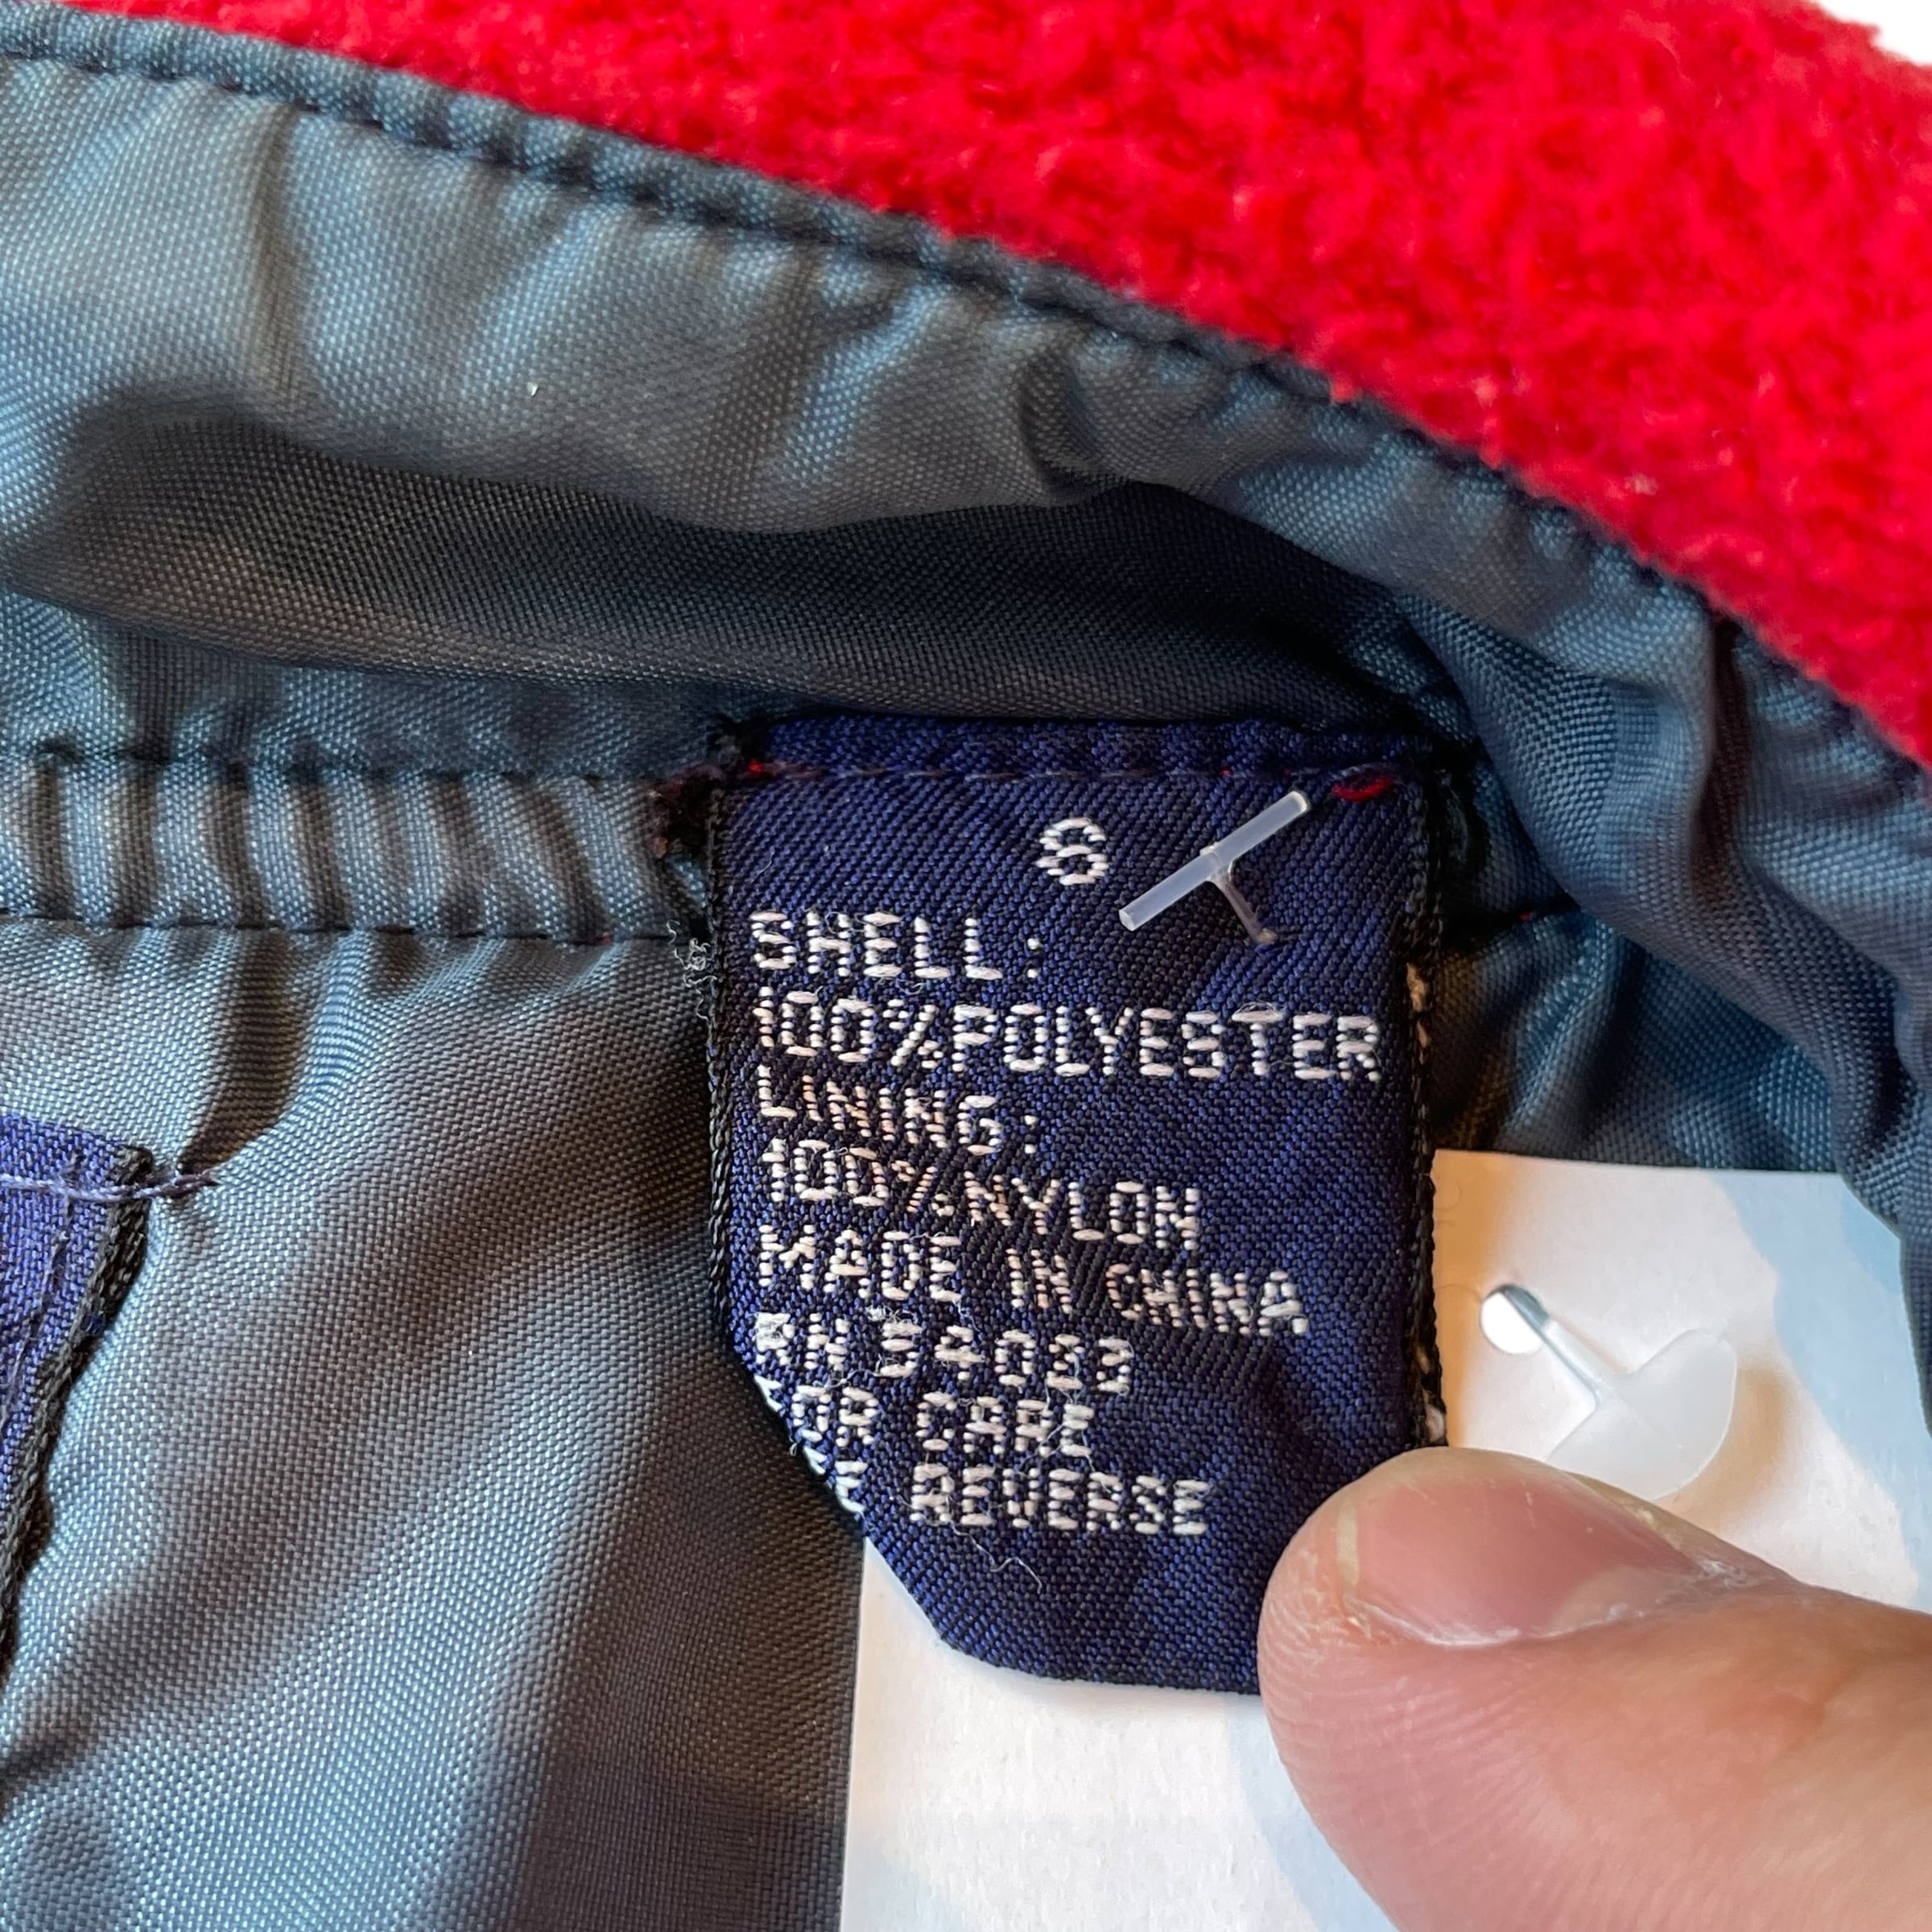 S
SHELL:
100%POLYESTER
LINING:
100%NYLON
MADE IN CHINA
RN 54033
FOR CARE
REVERSE